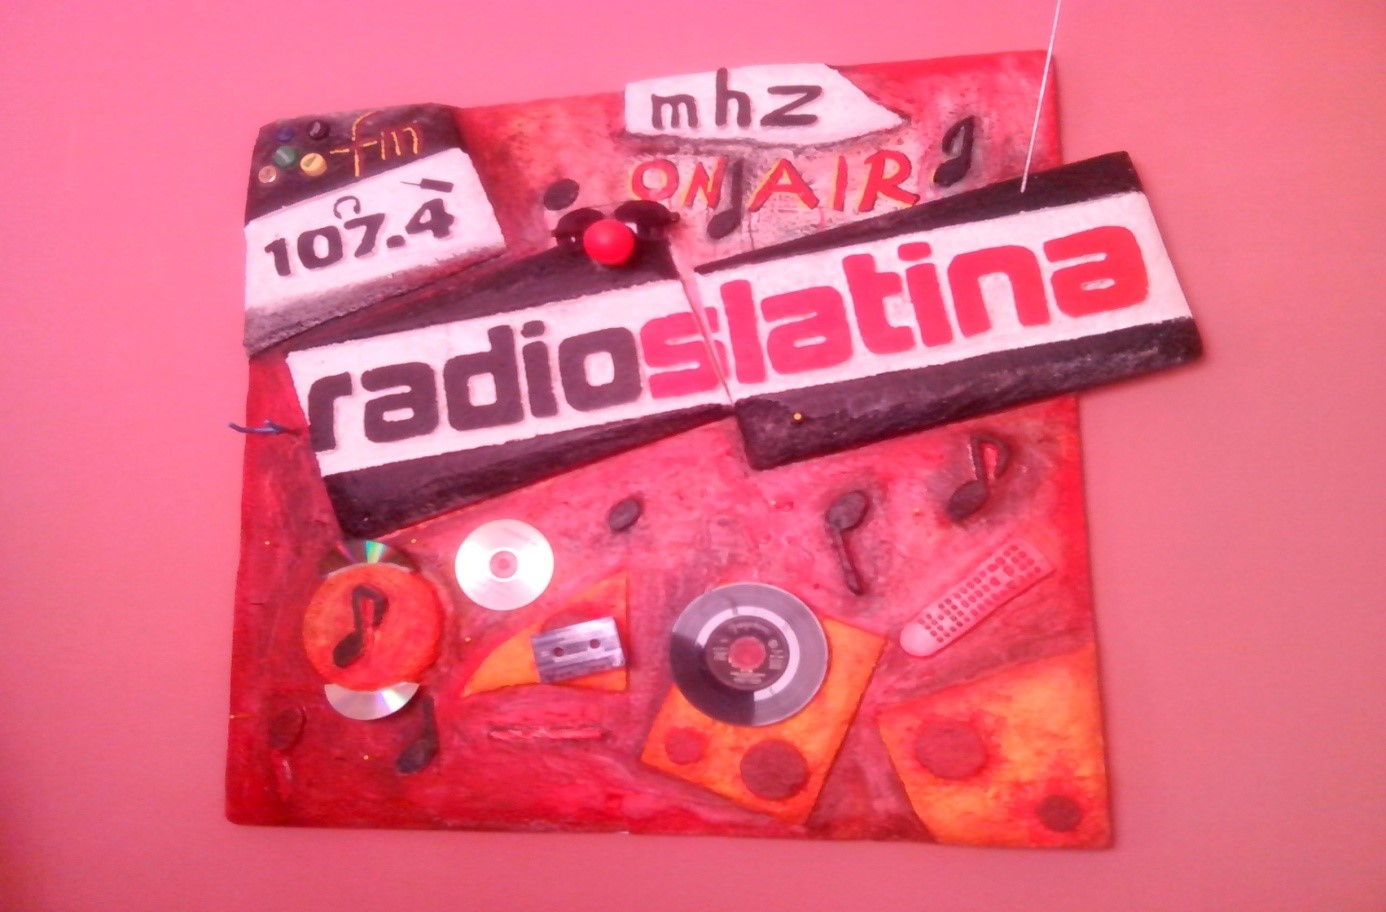 fm
mhz
107.4
ON AIR
radioslatina